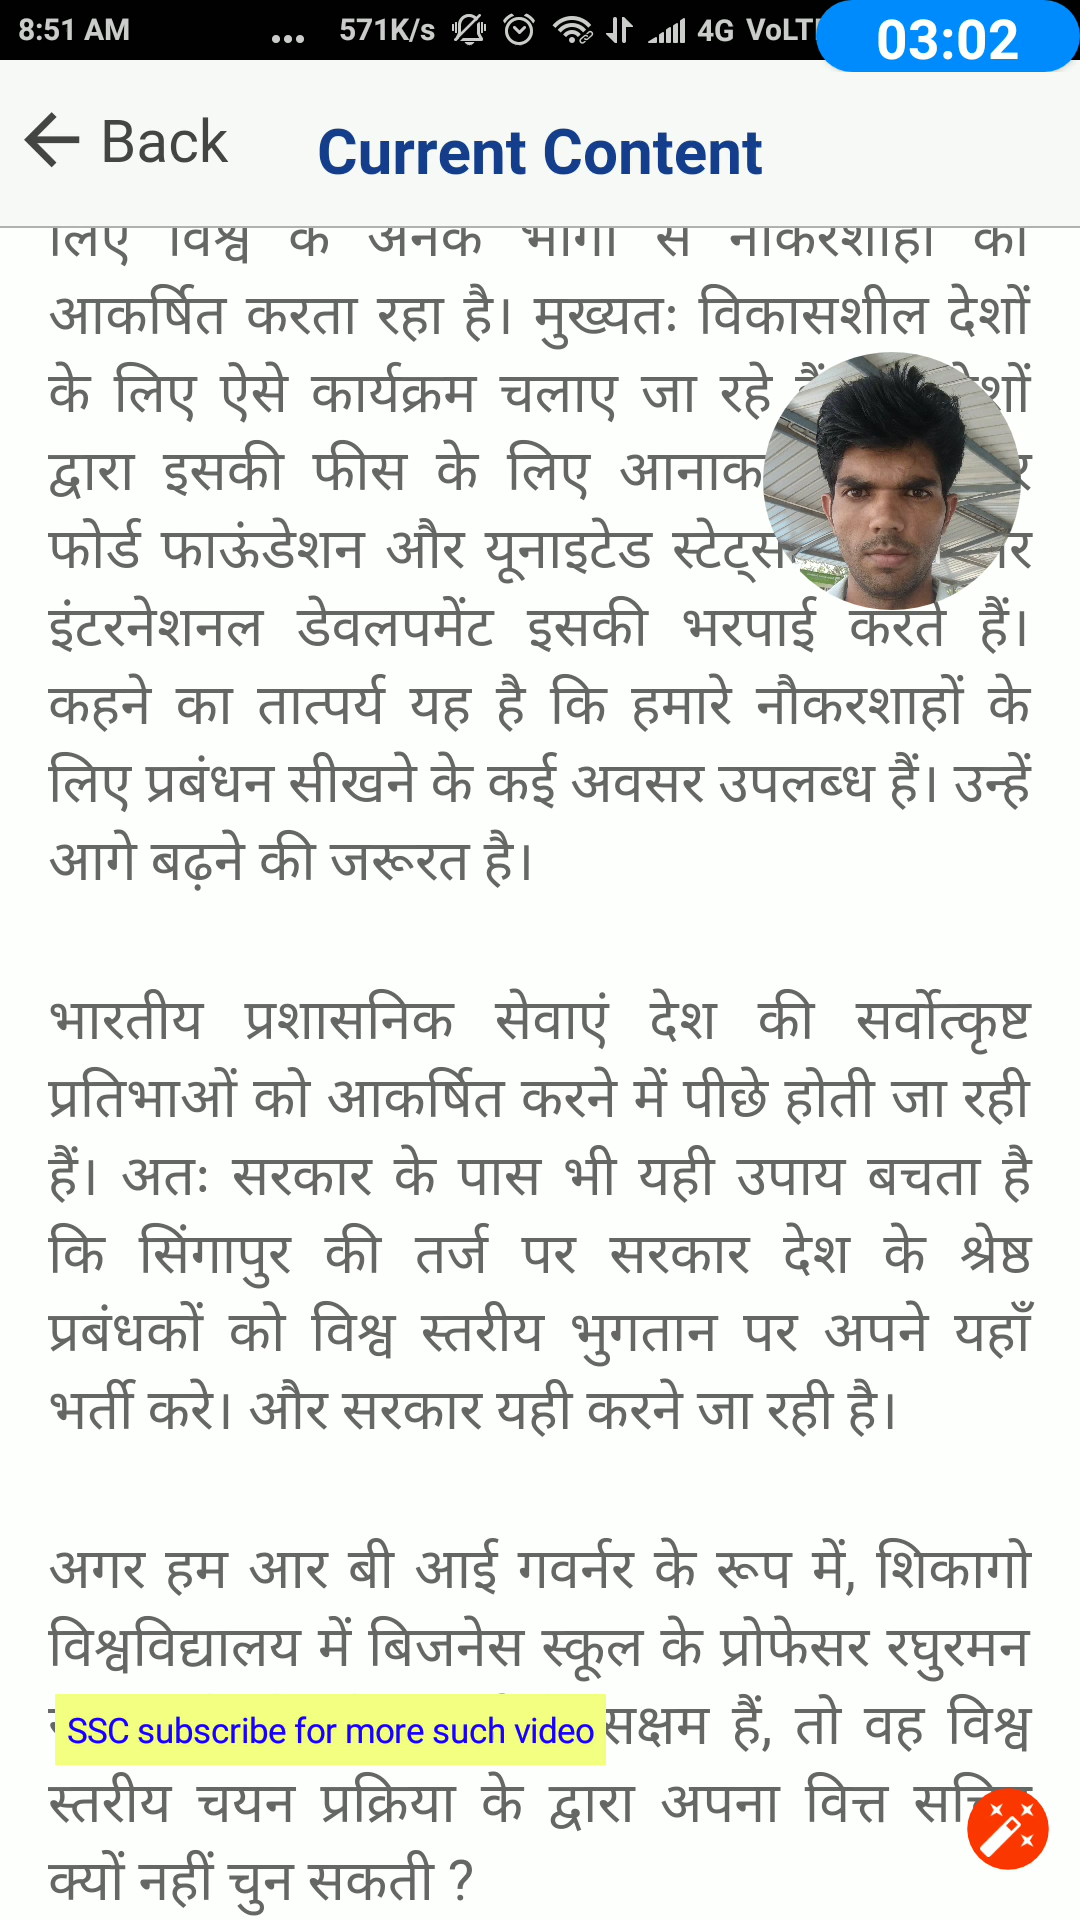 8:51 AM ... 571K/s 4G VoLT 03:02
← Back Current Content
लिए विश्व के अनेक भागों से नौकरशाहों को
आकर्षित करता रहा है। मुख्यतः विकासशील देशों
के लिए ऐसे कार्यक्रम चलाए जा रहे
द्वारा इसकी फीस के लिए
फोर्ड फाऊंडेशन और यूनाइटेड स्टेट्स
इंटरनेशनल डेवलपमेंट इसकी भरपाई करते हैं।
कहने का तात्पर्य यह है कि हमारे नौकरशाहों के
लिए प्रबंधन सीखने के कई अवसर उपलब्ध हैं। उन्हें
आगे बढ़ने की जरूरत है।
भारतीय प्रशासनिक सेवाएं देश की सर्वोत्कृष्ट
प्रतिभाओं को आकर्षित करने में पीछे होती जा रही
हैं। अतः सरकार के पास भी यही उपाय बचता है
कि सिंगापुर की तर्ज पर सरकार देश के श्रेष्ठ
प्रबंधकों को विश्व स्तरीय भुगतान पर अपने यहाँ
भर्ती करे। और सरकार यही करने जा रही है।
अगर हम आर बी आई गवर्नर के रूप में, शिकागो
विश्वविद्यालय में बिजनेस स्कूल के प्रोफेसर रघुरमन
SSC subscribe for more such video सक्षम हैं, तो वह विश्व
स्तरीय चयन प्रक्रिया के द्वारा अपना वित्त
क्यों नहीं चुन सकती ?